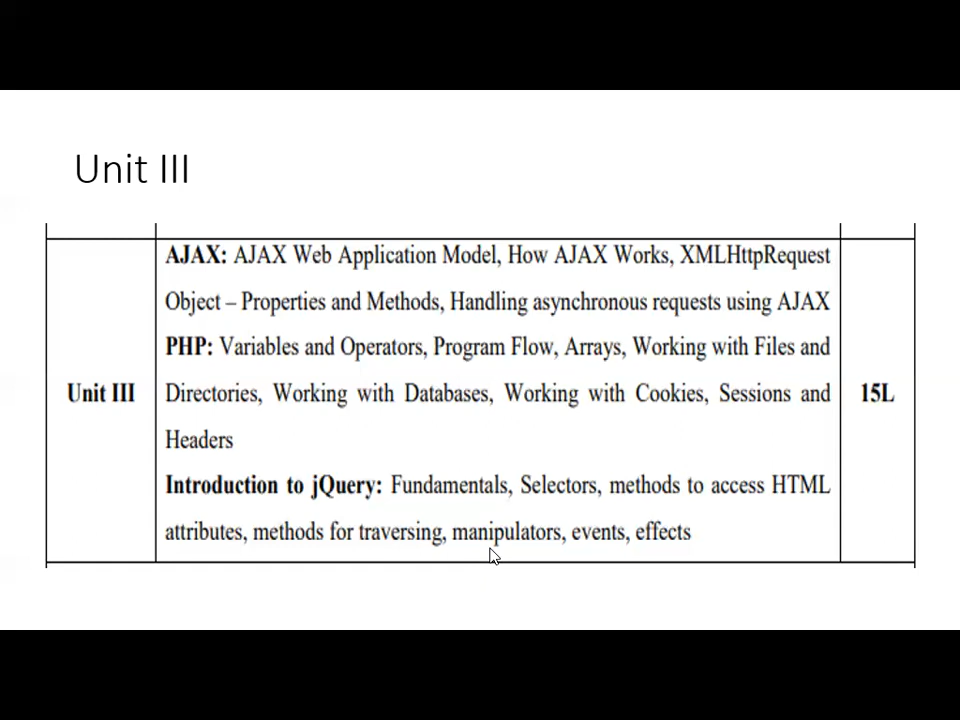 Unit III
AJAX: AJAX Web Application Model, How AJAX Works, XMLHttpRequest
Object – Properties and Methods, Handling asynchronous requests using AJAX
PHP: Variables and Operators, Program Flow, Arrays, Working with Files and
Unit III
Directories, Working with Databases, Working with Cookies, Sessions and
15L
Headers
Introduction to jQuery: Fundamentals, Selectors, methods to access HTML
attributes, methods for traversing, manipulators, events, effects